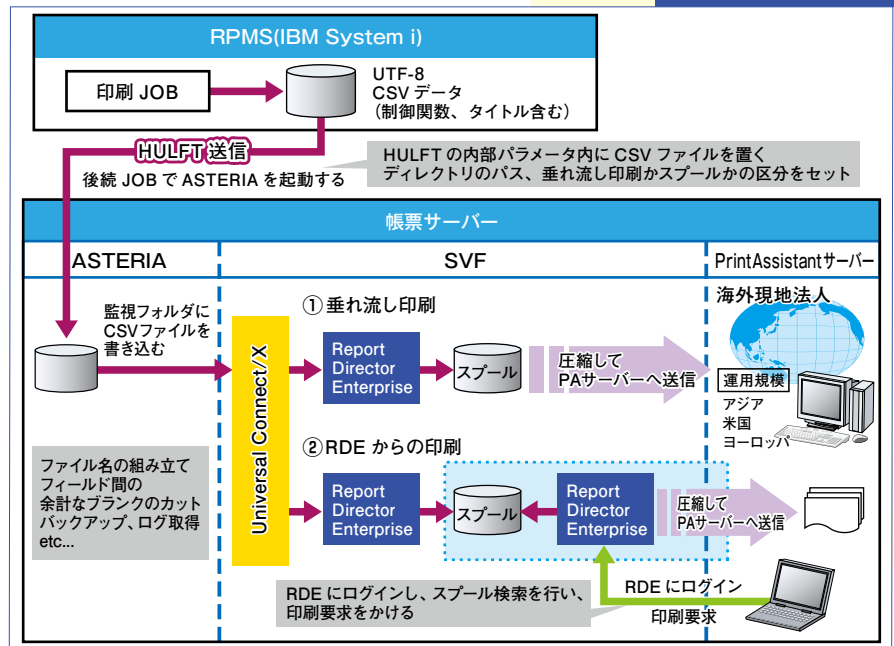 RPMS(IBM System i)
印刷 JOB
UTF-8
CSV データ
(制御関数、タイトル含む)
HULFT 送信
後続 JOB で ASTERIA を起動する
HULFT の内部パラメータ内に CSV ファイルを置く
ディレクトリのパス、垂れ流し印刷かスプールかの区分をセット
帳票サーバー
ASTERIA
SVF
PrintAssistantサーバー
監視フォルダに
CSVファイルを
書き込む
ファイル名の組み立て
フィールド間の
余計なブランクのカット
バックアップ、ログ取得
etc...
Universal Connect/X
①垂れ流し印刷
Report
Director
Enterprise
スプール
圧縮して
PAサーバーへ送信
海外現地法人
運用規模
アジア
米国
ヨーロッパ
②RDE からの印刷
Report
Director
Enterprise
スプール
Report
Director
Enterprise
圧縮して
PAサーバーへ送信
RDE にログインし、スプール検索を行い、
印刷要求をかける
RDE にログイン
印刷要求